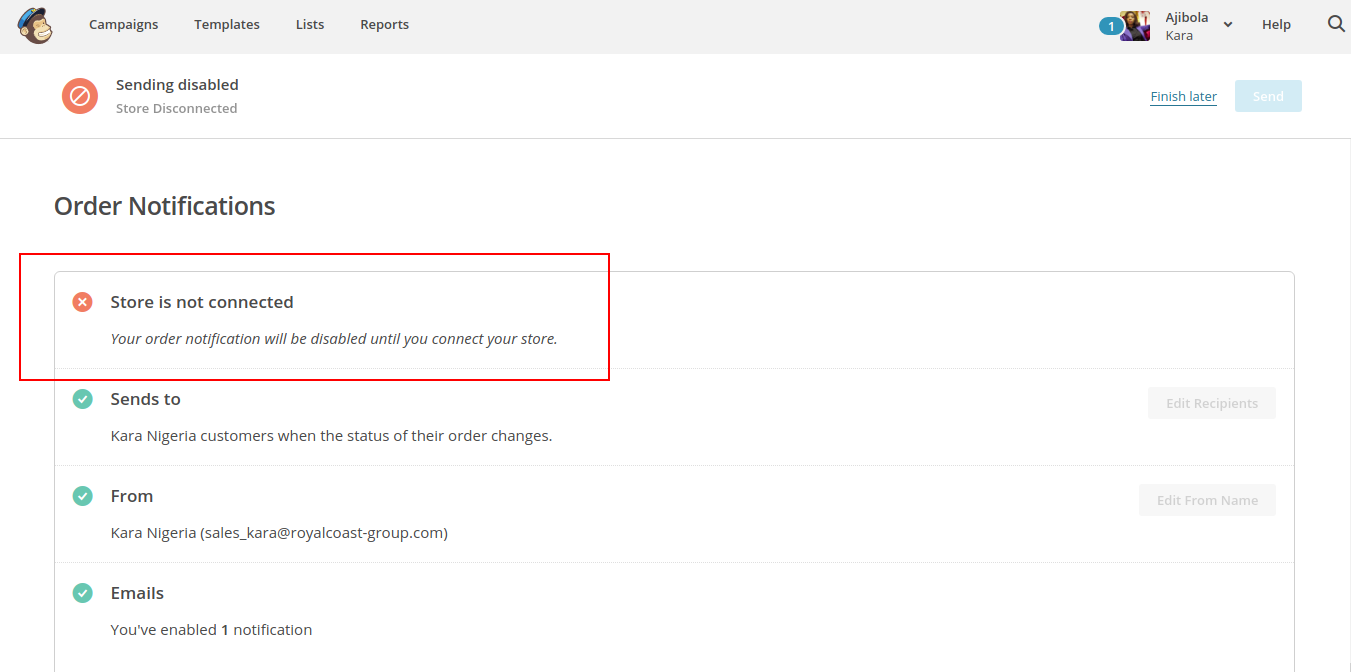 Campaigns Templates Lists Reports 1 Ajibola Help
Kara
Sending disabled
Store Disconnected
Finish later Send
Order Notifications
Store is not connected
Your order notification will be disabled until you connect your store.
Sends to
Edit Recipients
Kara Nigeria customers when the status of their order changes.
From
Edit From Name
Kara Nigeria (sales_kara@royalcoast-group.com)
Emails
You've enabled 1 notification